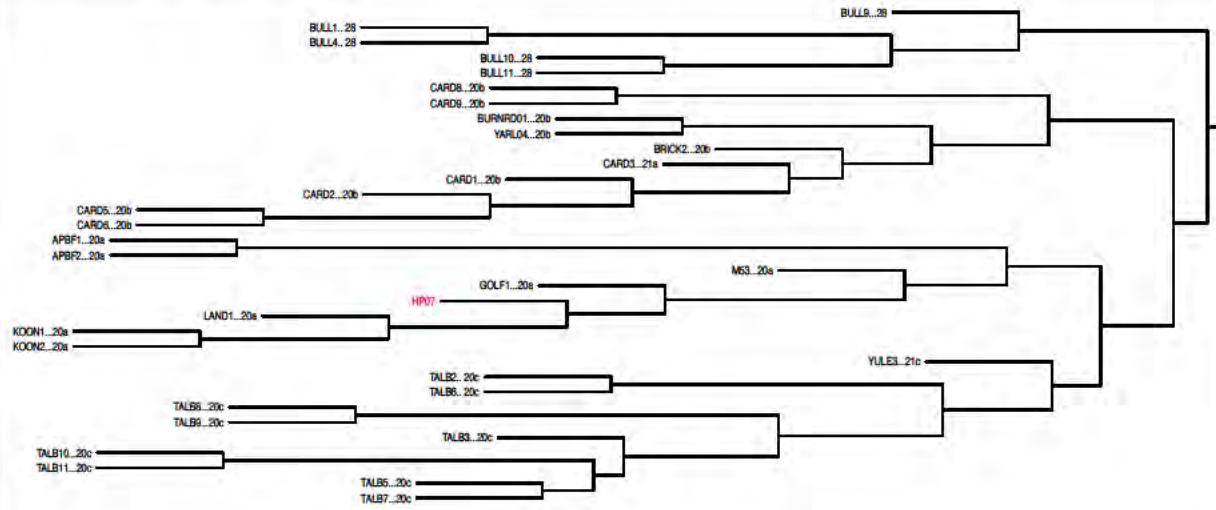 BULL9...28
BULL1...28
BULL4...28
BULL10...28
BULL11...28
CARD8...20b
CARD9...20b
BURNRD01...20b
YARL04...20b
BRICK2...20b
CARD3...21a
CARD1...20b
CARD2...20b
CARD5...20b
CARD6...20b
APBF1...20a
APBF2...20a
M53...20a
GOLF1...20a
HP07
LAND1...20a
KOON1...20a
KOON2...20a
YULE3...21c
TALB2...20c
TALB6...20c
TALB8...20c
TALB9...20c
TALB3...20c
TALB10...20c
TALB11...20c
TALB5...20c
TALB7...20c